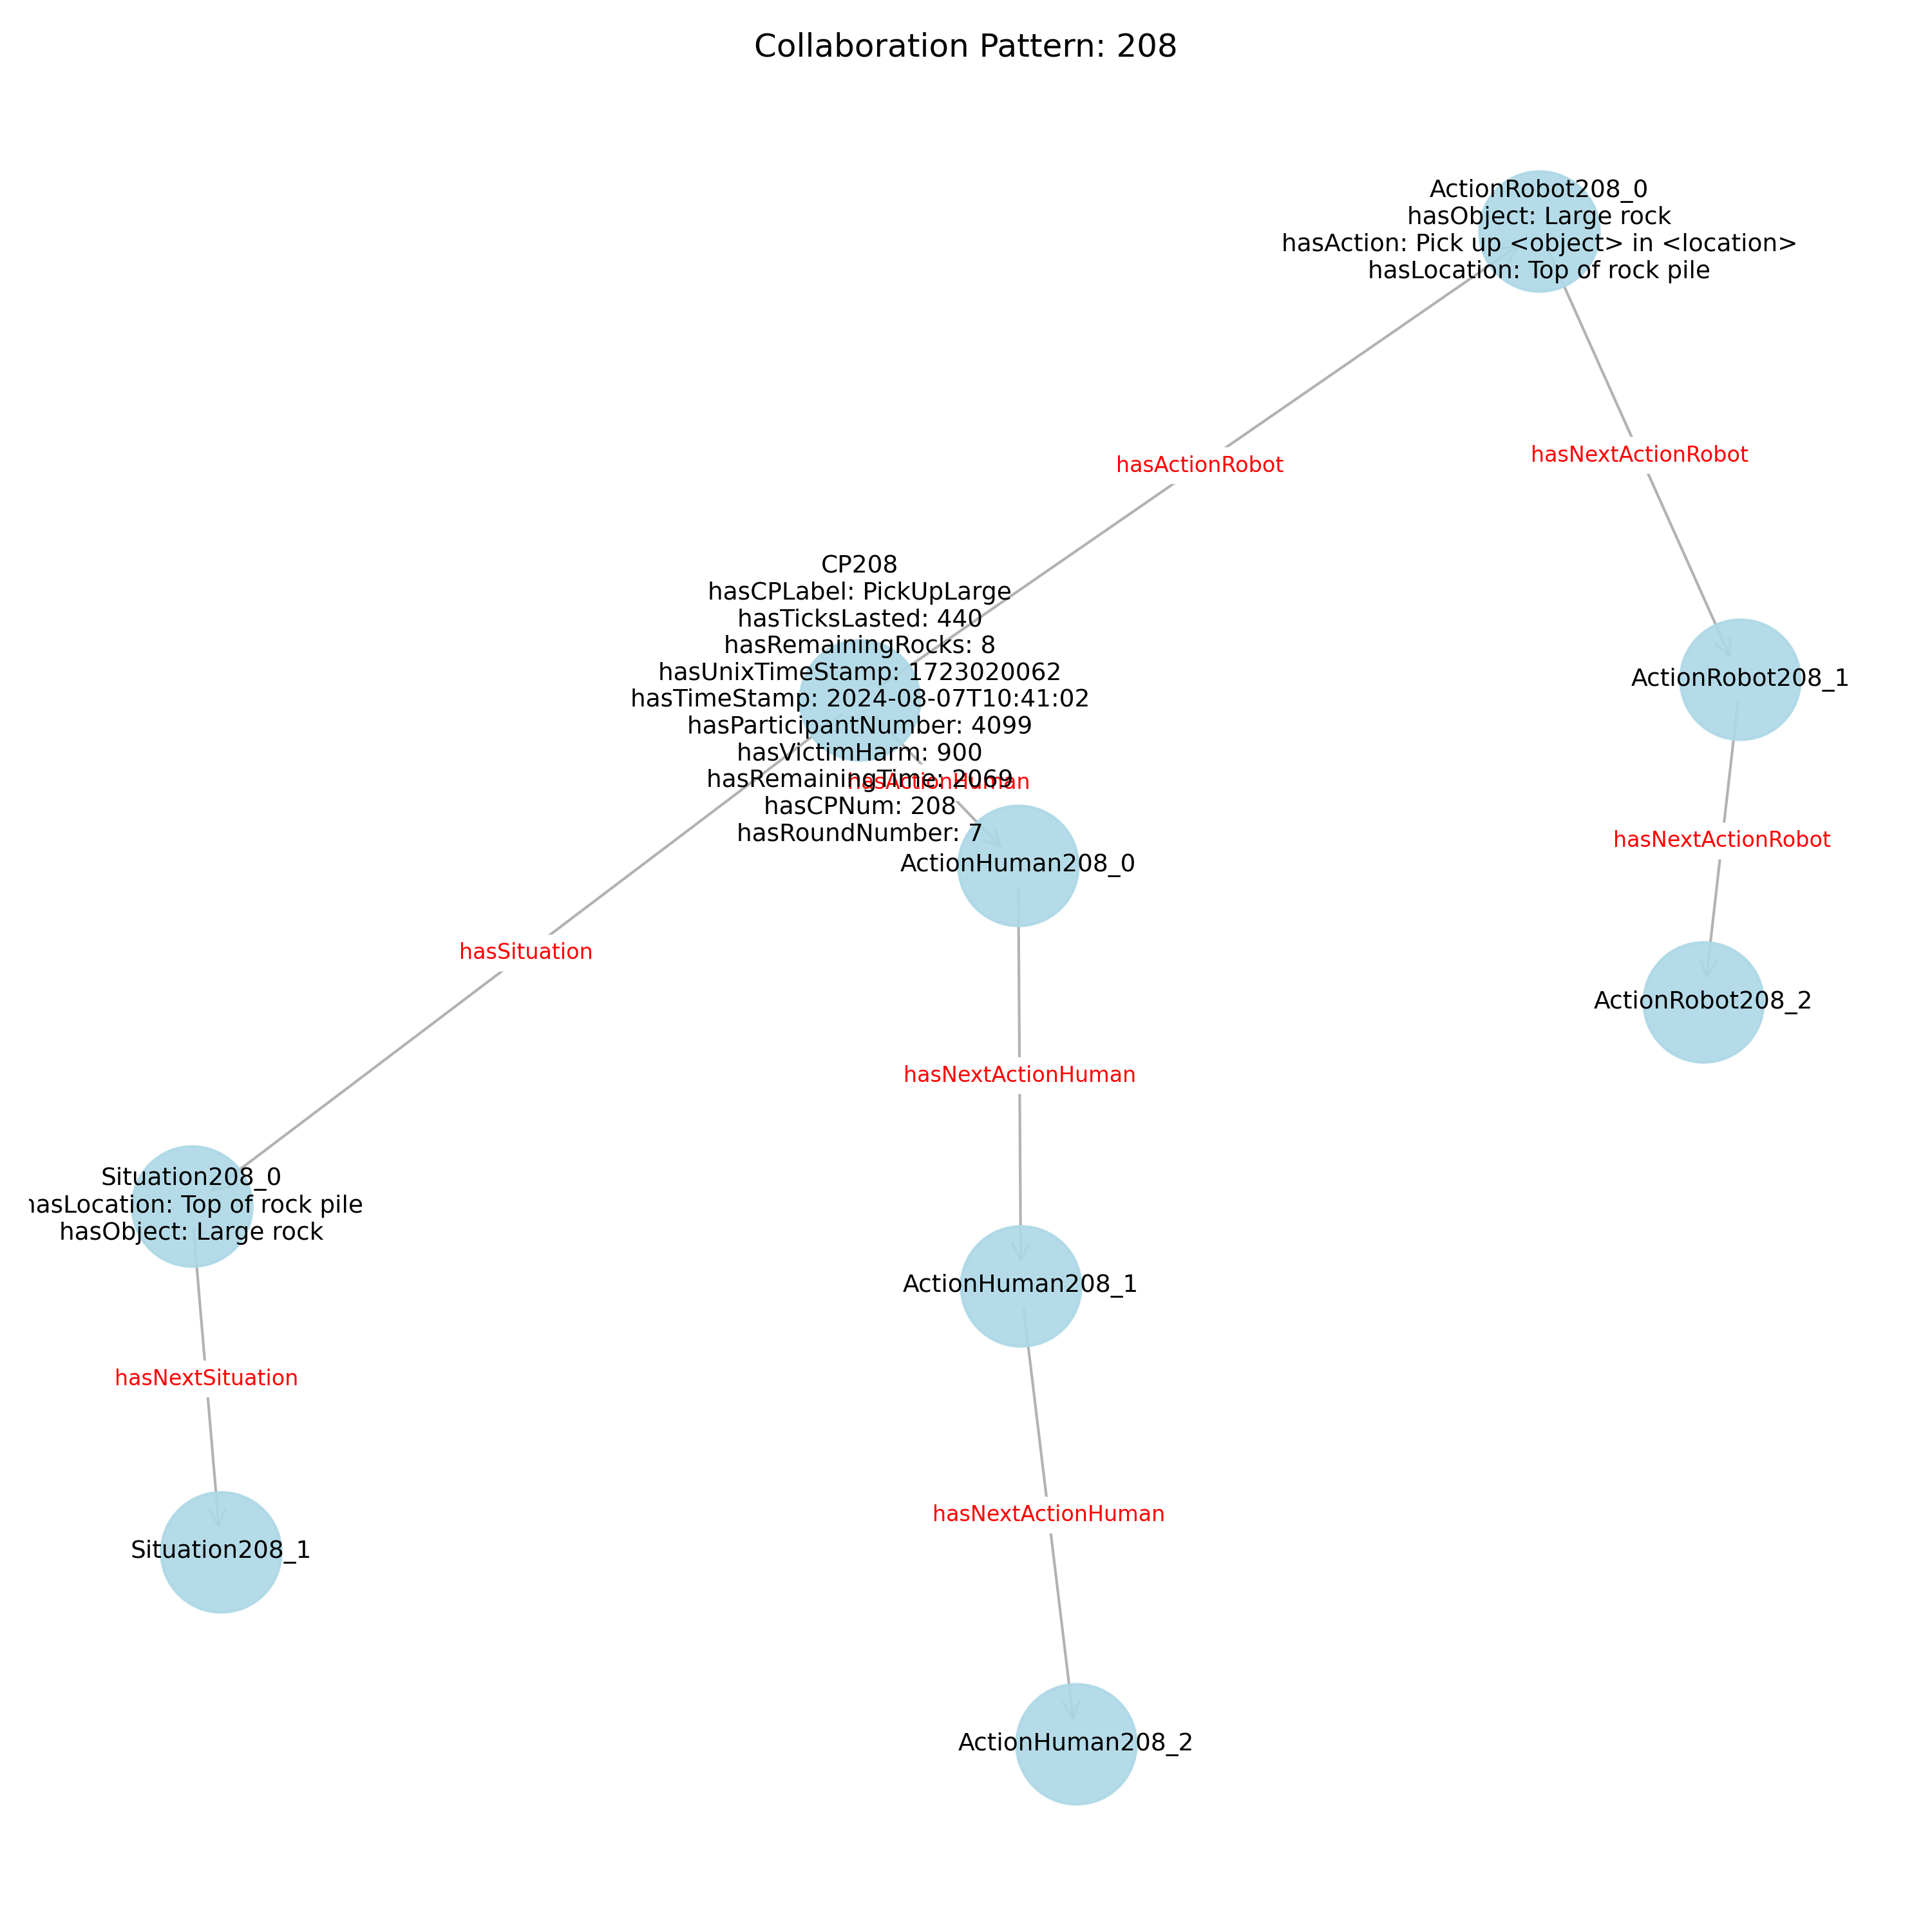 Collaboration Pattern: 208
ActionRobot208_0
hasObject: Large rock
hasAction: Pick up <object> in <location>
hasLocation: Top of rock pile
hasActionRobot
hasNextActionRobot
CP208
hasCPLabel: PickUpLarge
hasTicksLasted: 440
hasRemainingRocks: 8
hasUnixTimeStamp: 1723020062
hasTimeStamp: 2024-08-07T10:41:02
hasParticipantNumber: 4099
hasVictimHarm: 900
hasRemainingTime: 2069
hasCPNum: 208
hasRoundNumber: 7
hasActionHuman
ActionRobot208_1
hasNextActionRobot
ActionHuman208_0
hasSituation
ActionRobot208_2
hasNextActionHuman
Situation208_0
hasLocation: Top of rock pile
hasObject: Large rock
ActionHuman208_1
hasNextSituation
hasNextActionHuman
Situation208_1
ActionHuman208_2